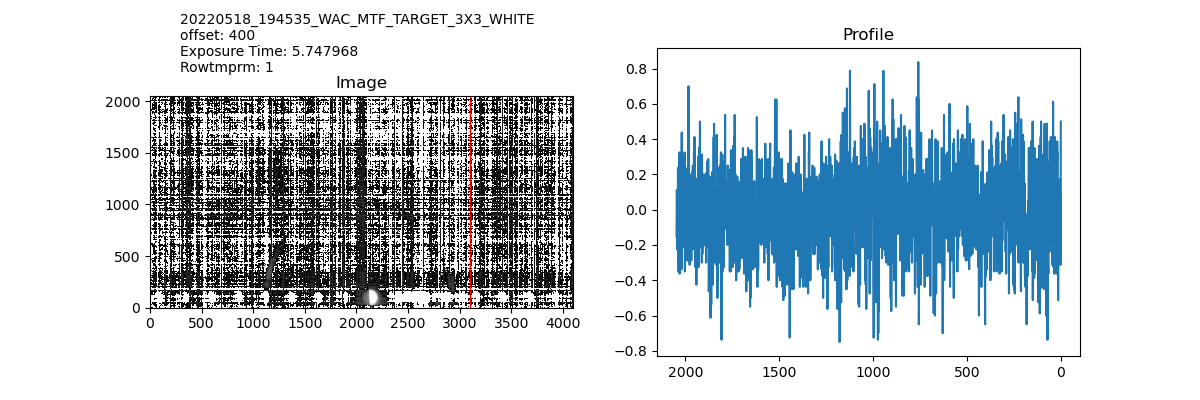 20220518_194535_WAC_MTF_TARGET_3X3_WHITE
offset: 400
Exposure Time: 5.747968
Rowtmprm: 1
Image
2000
1500
1000
500
0
0 500 1000 1500 2000 2500 3000 3500 4000
Profile
0.8
0.6
0.4
0.2
0.0
−0.2
−0.4
−0.6
−0.8
2000 1500 1000 500 0